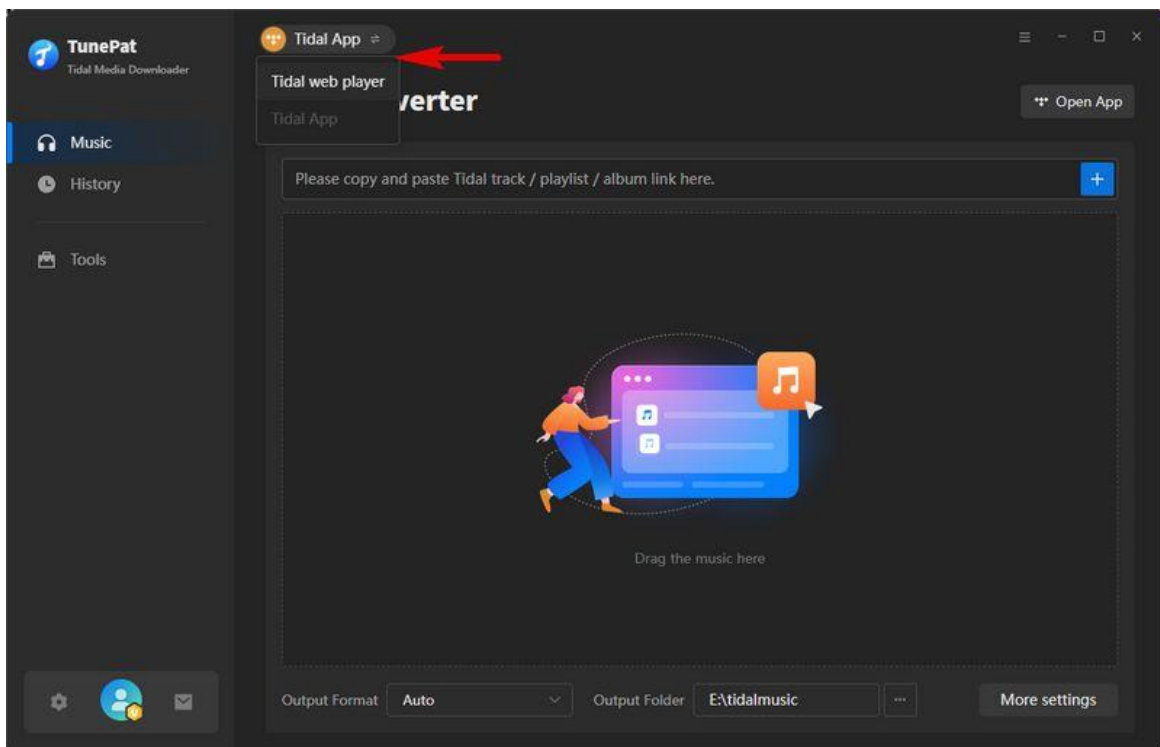 TunePat
Tidal Media Downloader
Music
History
Tools
Tidal App
Tidal web player
Tidal App
verter
Open App
Please copy and paste Tidal track / playlist / album link here.
Drag the music here
Output Format Auto Output Folder E:\tidalmusic ... More settings